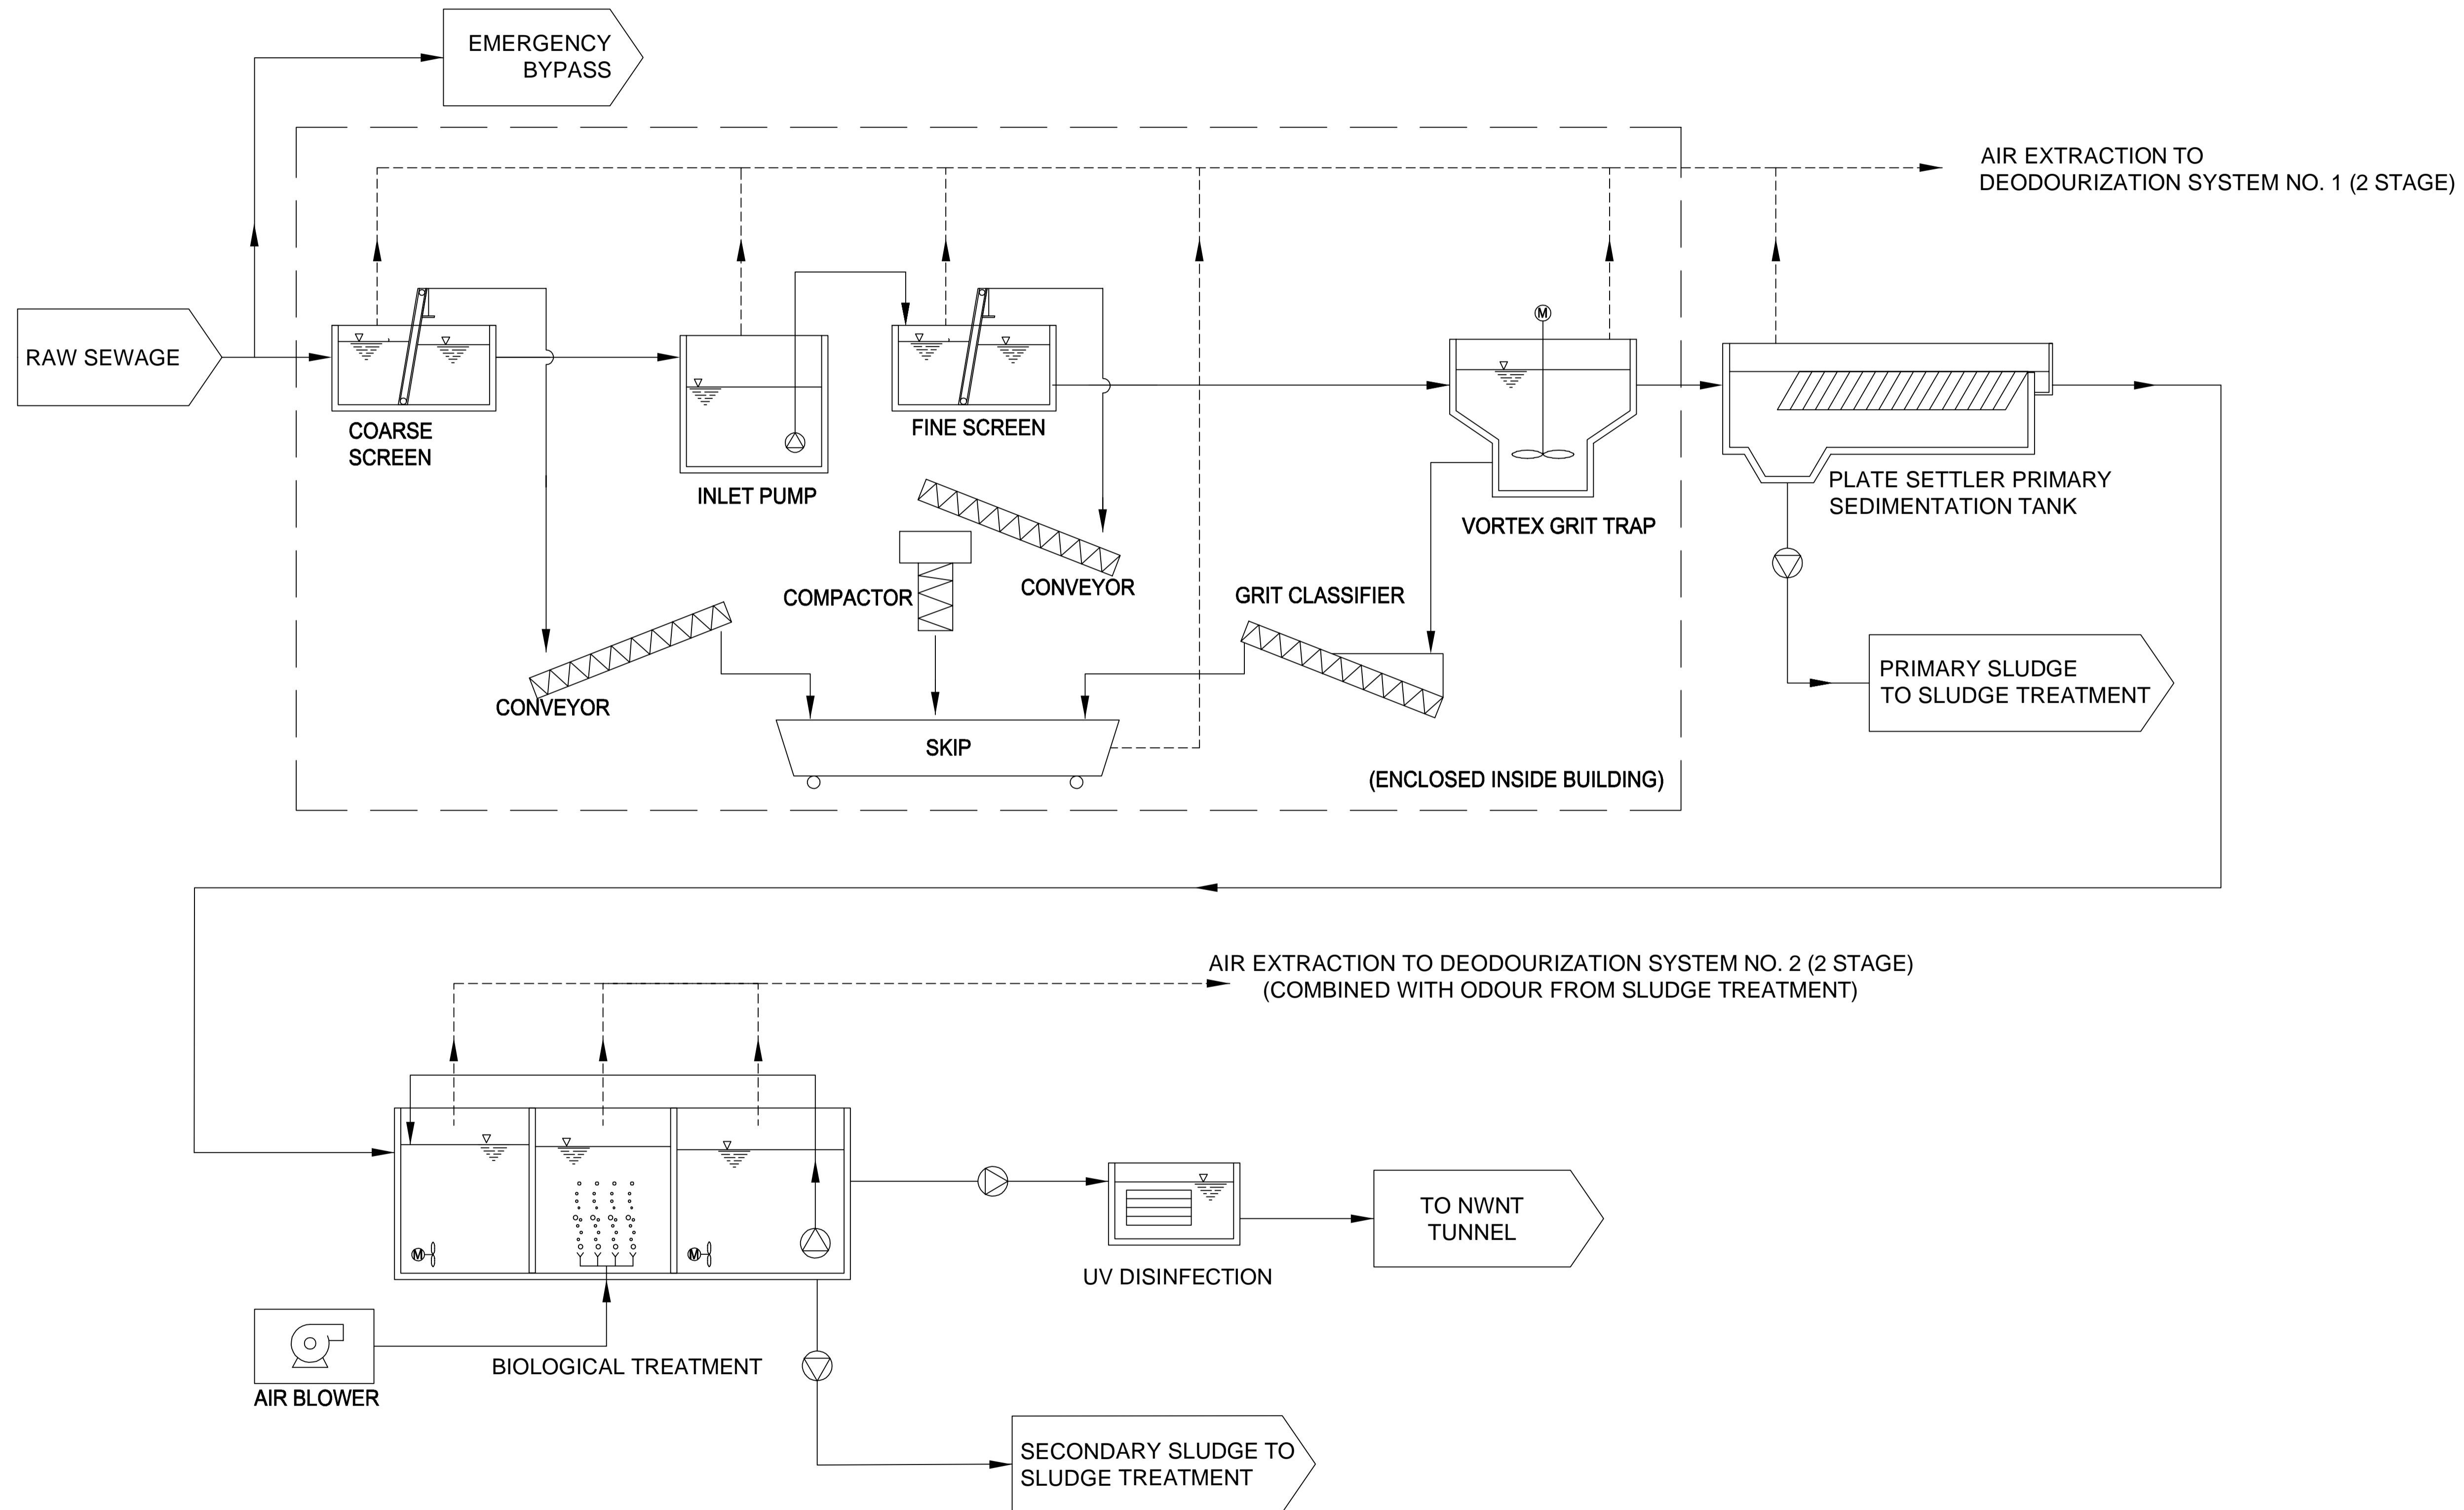 EMERGENCY
BYPASS
AIR EXTRACTION TO
DEODOURIZATION SYSTEM NO. 1 (2 STAGE)
RAW SEWAGE
M
COARSE
SCREEN
INLET PUMP
FINE SCREEN
VORTEX GRIT TRAP
PLATE SETTLER PRIMARY
SEDIMENTATION TANK
COMPACTOR
CONVEYOR
GRIT CLASSIFIER
CONVEYOR
PRIMARY SLUDGE
TO SLUDGE TREATMENT
SKIP
(ENCLOSED INSIDE BUILDING)
AIR EXTRACTION TO DEODOURIZATION SYSTEM NO. 2 (2 STAGE)
(COMBINED WITH ODOUR FROM SLUDGE TREATMENT)
M
M
UV DISINFECTION
TO NWNT
TUNNEL
AIR BLOWER
BIOLOGICAL TREATMENT
SECONDARY SLUDGE TO
SLUDGE TREATMENT